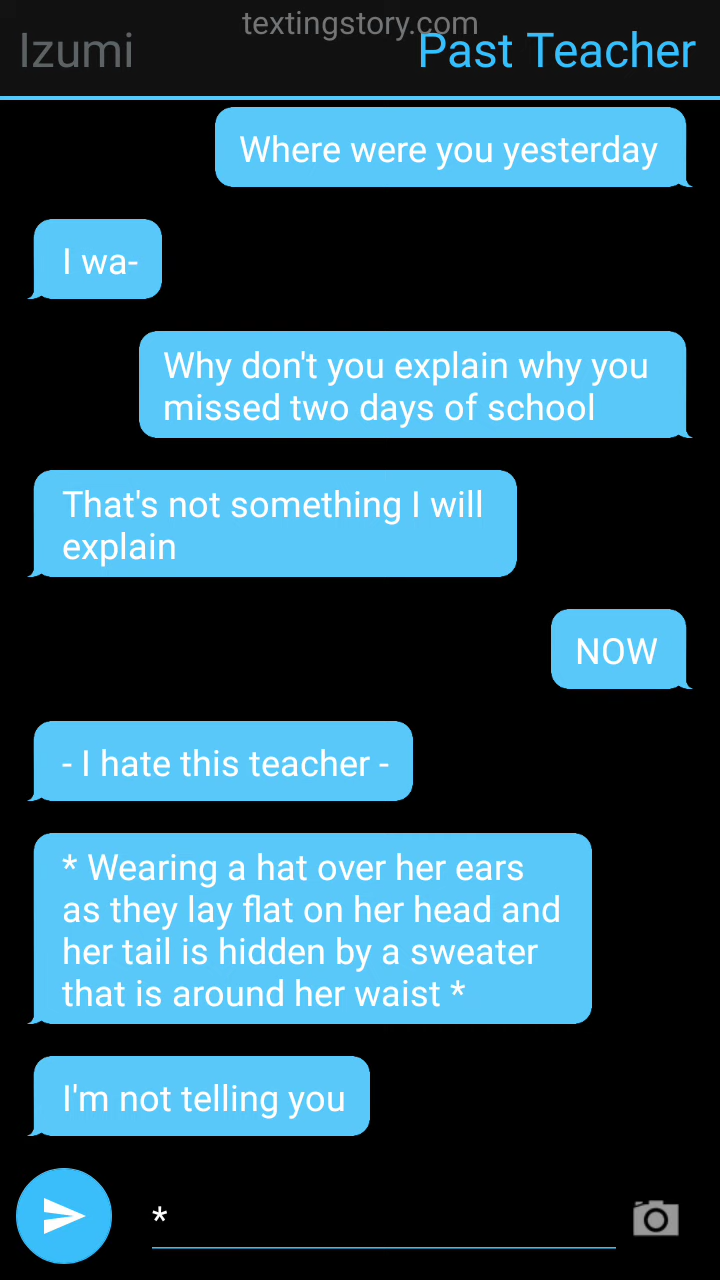 textingstory.com
Izumi
Past Teacher
Where were you yesterday
I wa-
Why don't you explain why you
missed two days of school
That's not something I will
explain
NOW
- I hate this teacher -
* Wearing a hat over her ears
as they lay flat on her head and
her tail is hidden by a sweater
that is around her waist *
I'm not telling you
*